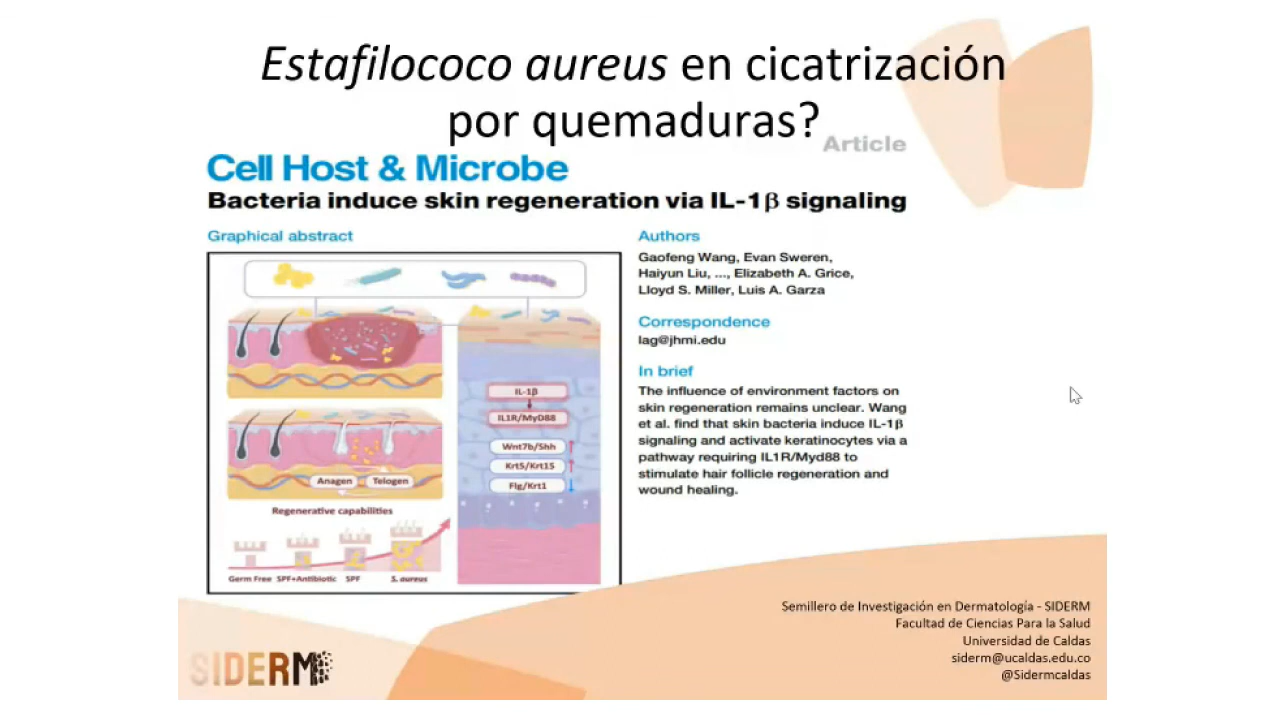 Estafilococo aureus en cicatrización
por quemaduras?
Article
Cell Host & Microbe
Bacteria induce skin regeneration via IL-1β signaling
Graphical abstract
IL-1β
IL1R/MyD88
Wnt7b/Shh
Krt5/Krt15
Flg/Krt1
Anagen
Telogen
Regenerative capabilities
Germ Free SPF+Antibiotic SPF S. aureus
Authors
Gaofeng Wang, Evan Sweren,
Haiyun Liu, ..., Elizabeth A. Grice,
Lloyd S. Miller, Luis A. Garza
Correspondence
lag@jhmi.edu
In brief
The influence of environment factors on
skin regeneration remains unclear. Wang
et al. find that skin bacteria induce IL-1β
signaling and activate keratinocytes via a
pathway requiring IL1R/Myd88 to
stimulate hair follicle regeneration and
wound healing.
Semillero de Investigación en Dermatología - SIDERM
Facultad de Ciencias Para la Salud
Universidad de Caldas
siderm@ucaldas.edu.co
@Sidermcaldas
SIDERM